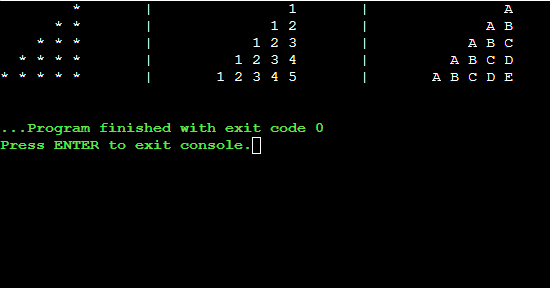 *       |               1       |               A
      * *       |             1 2       |             A B
    * * *       |           1 2 3       |           A B C
  * * * *       |         1 2 3 4       |         A B C D
* * * * *       |       1 2 3 4 5       |       A B C D E
...Program finished with exit code 0
Press ENTER to exit console.